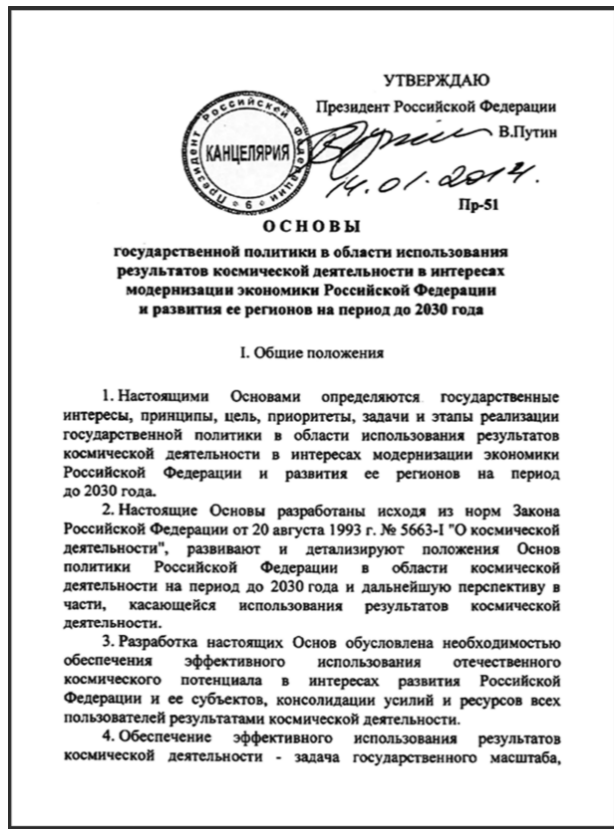 УТВЕРЖДАЮ
Президент Российской Федерации
В.Путин
Президент Российской Федерации
КАНЦЕЛЯРИЯ
9
14.01.2014.
Пр-51
ОСНОВЫ
государственной политики в области использования
результатов космической деятельности в интересах
модернизации экономики Российской Федерации
и развития ее регионов на период до 2030 года
I. Общие положения
1. Настоящими Основами определяются государственные
интересы, принципы, цель, приоритеты, задачи и этапы реализации
государственной политики в области использования результатов
космической деятельности в интересах модернизации экономики
Российской Федерации и развития ее регионов на период
до 2030 года.
2. Настоящие Основы разработаны исходя из норм Закона
Российской Федерации от 20 августа 1993 г. № 5663-I "О космической
деятельности", развивают и детализируют положения Основ
политики Российской Федерации в области космической
деятельности на период до 2030 года и дальнейшую перспективу в
части, касающейся использования результатов космической
деятельности.
3. Разработка настоящих Основ обусловлена необходимостью
обеспечения эффективного использования отечественного
космического потенциала в интересах развития Российской
Федерации и ее субъектов, консолидации усилий и ресурсов всех
пользователей результатами космической деятельности.
4. Обеспечение эффективного использования результатов
космической деятельности - задача государственного масштаба,